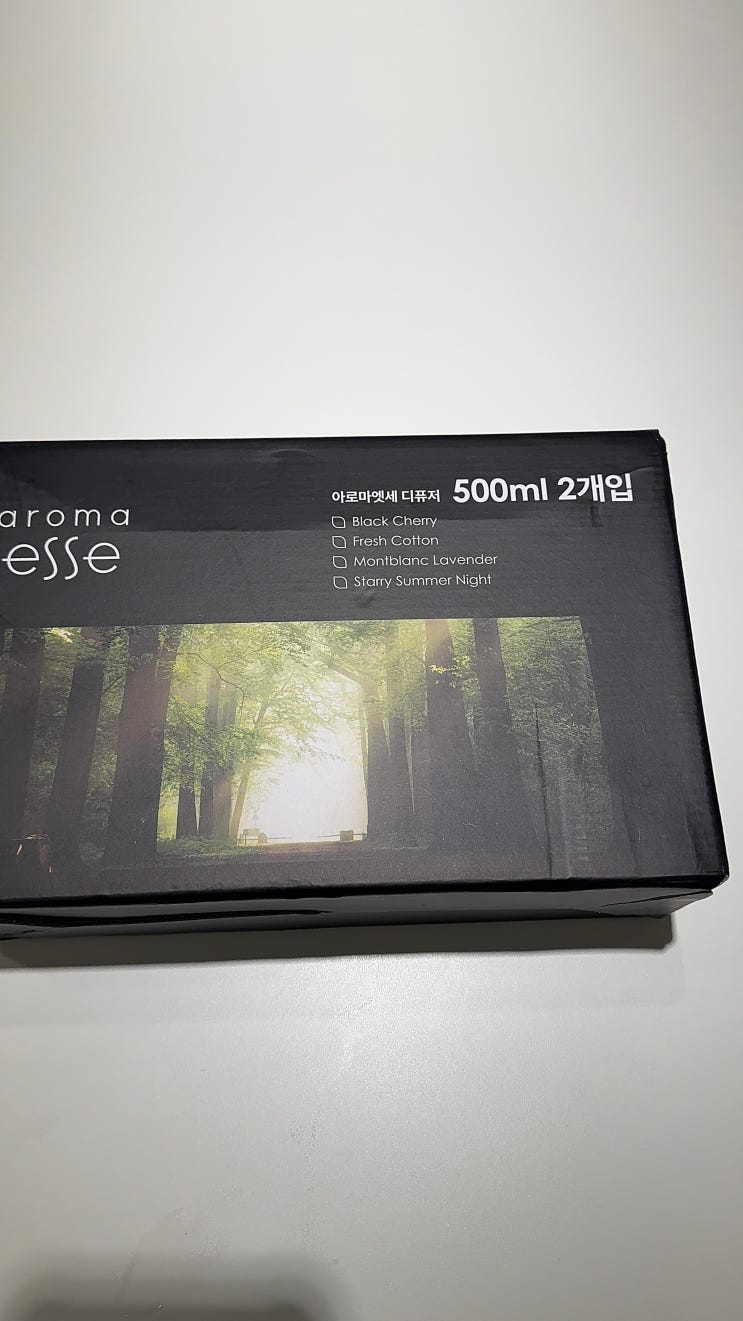 aroma
esse
아로마엣세 디퓨저 500ml 2개입
Black Cherry
Fresh Cotton
Montblanc Lavender
Starry Summer Night